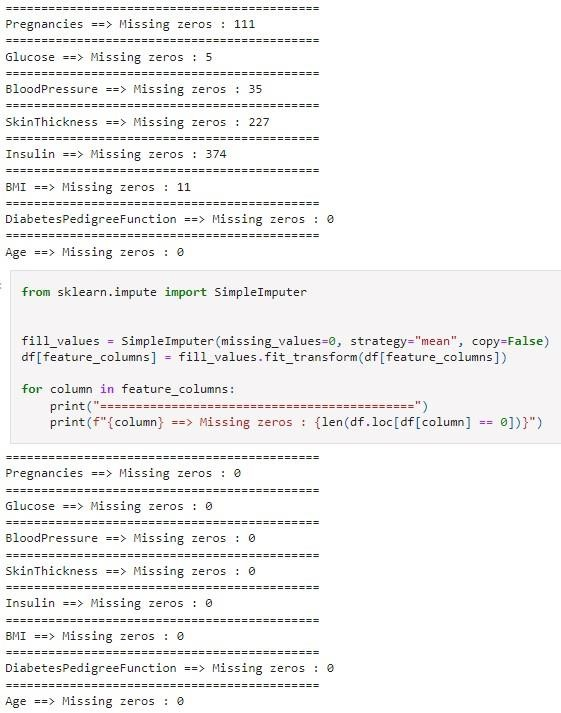 ============================================
Pregnancies ==> Missing zeros : 111
============================================
Glucose ==> Missing zeros : 5
============================================
BloodPressure ==> Missing zeros : 35
============================================
SkinThickness ==> Missing zeros : 227
============================================
Insulin ==> Missing zeros : 374
============================================
BMI ==> Missing zeros : 11
============================================
DiabetesPedigreeFunction ==> Missing zeros : 0
============================================
Age ==> Missing zeros : 0
from sklearn.impute import SimpleImputer
fill_values = SimpleImputer(missing_values=0, strategy="mean", copy=False)
df[feature_columns] = fill_values.fit_transform(df[feature_columns])
for column in feature_columns:
    print("============================================")
    print(f"{column} ==> Missing zeros : {len(df.loc[df[column] == 0])}")
============================================
Pregnancies ==> Missing zeros : 0
============================================
Glucose ==> Missing zeros : 0
============================================
BloodPressure ==> Missing zeros : 0
============================================
SkinThickness ==> Missing zeros : 0
============================================
Insulin ==> Missing zeros : 0
============================================
BMI ==> Missing zeros : 0
============================================
DiabetesPedigreeFunction ==> Missing zeros : 0
============================================
Age ==> Missing zeros : 0